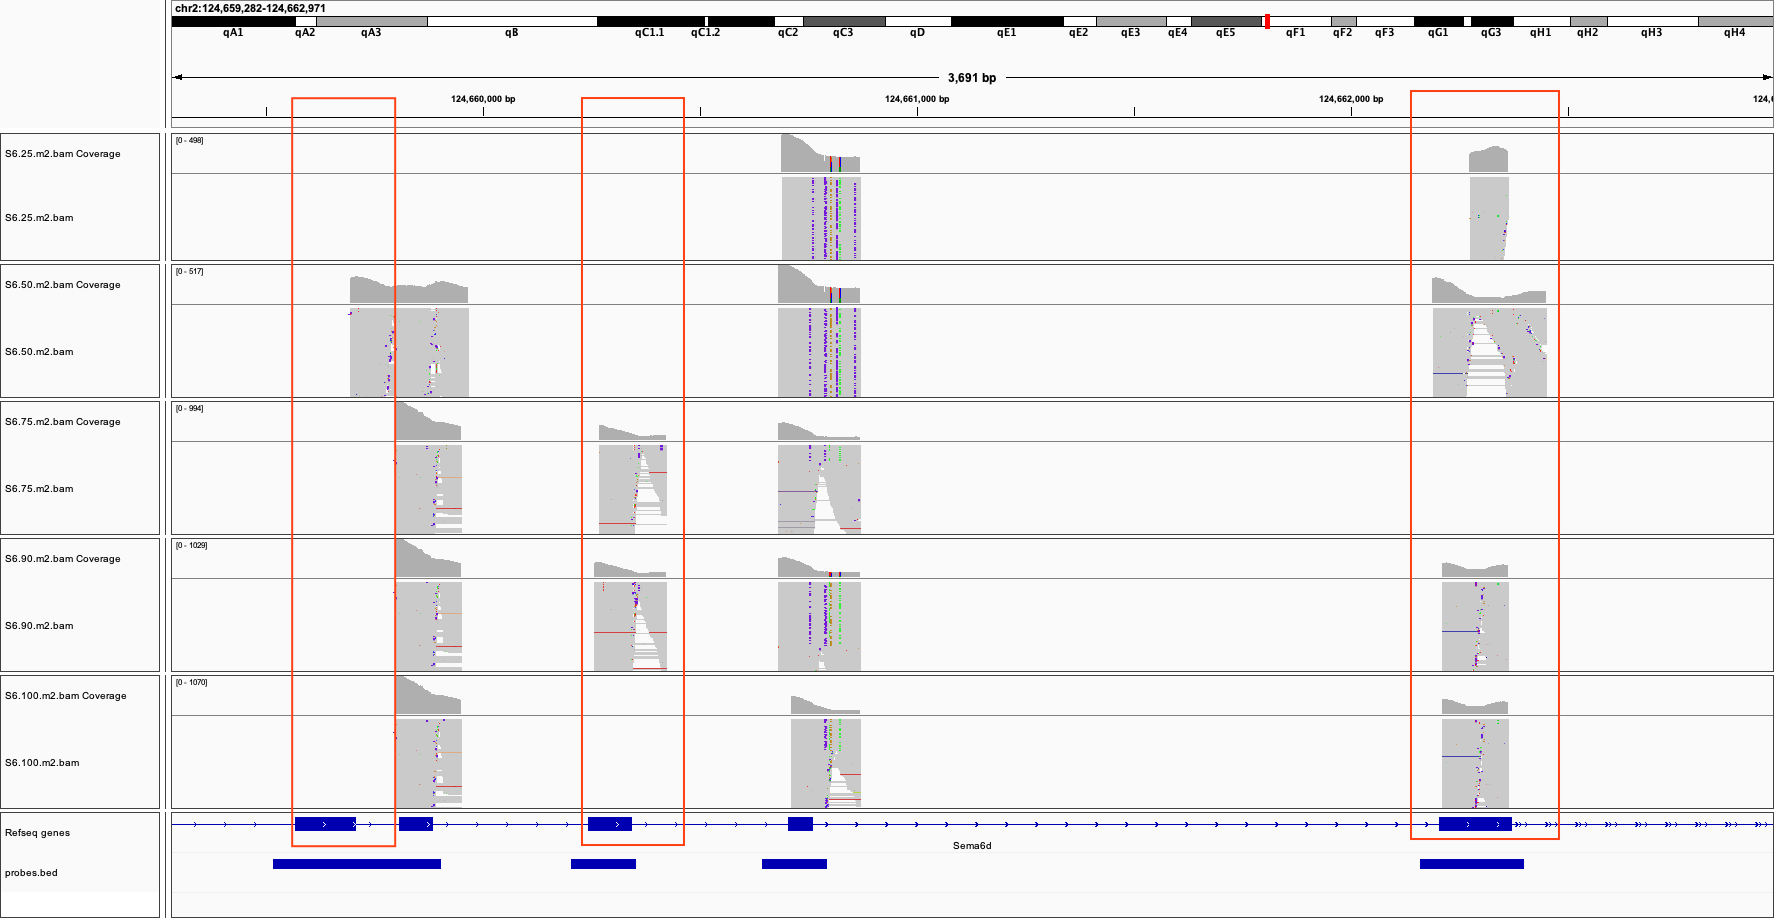 chr2:124,659,282-124,662,971
qA1 qA2 qA3 qB qC1.1 qC1.2 qC2 qC3 qD qE1 qE2 qE3 qE4 qE5 qF1 qF2 qF3 qG1 qG3 qH1 qH2 qH3 qH4
3,691 bp
124,660,000 bp 124,661,000 bp 124,662,000 bp 124,6
[0 - 498]
S6.25.m2.bam Coverage
S6.25.m2.bam
[0 - 517]
S6.50.m2.bam Coverage
S6.50.m2.bam
[0 - 994]
S6.75.m2.bam Coverage
S6.75.m2.bam
[0 - 1029]
S6.90.m2.bam Coverage
S6.90.m2.bam
[0 - 1070]
S6.100.m2.bam Coverage
S6.100.m2.bam
Refseq genes
Sema6d
probes.bed